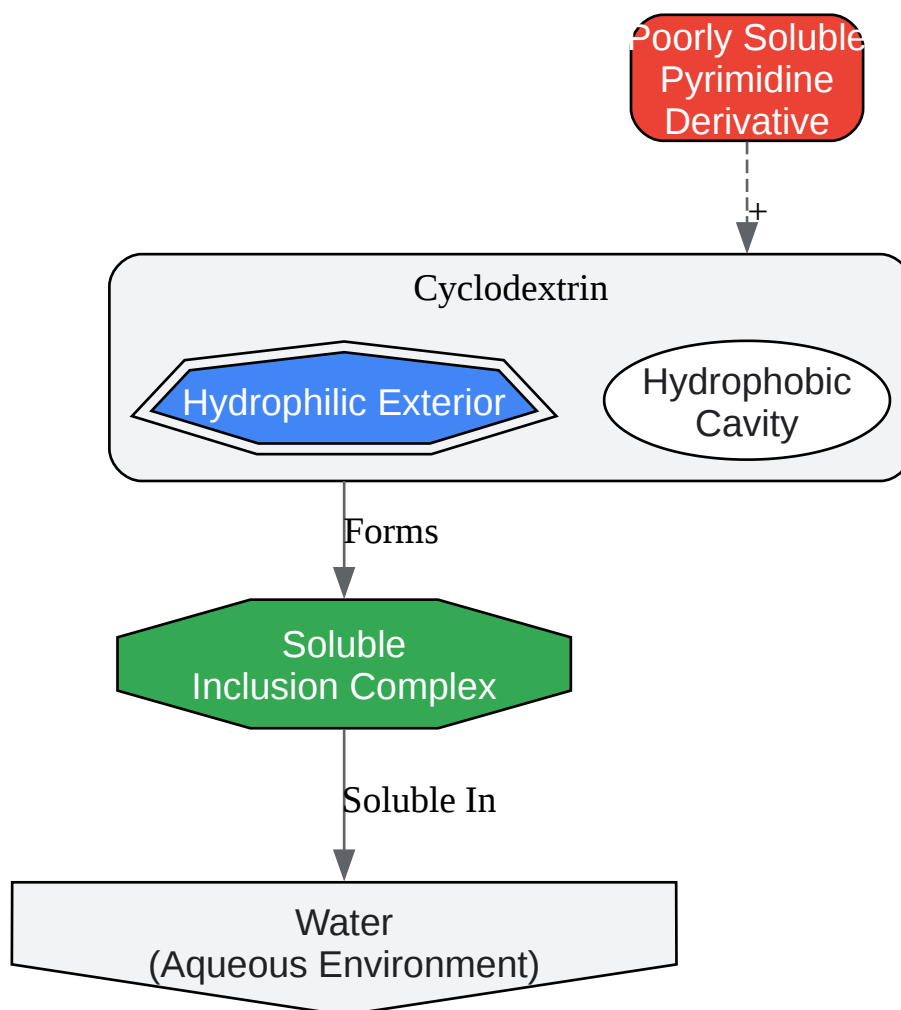 Poorly Soluble
Pyrimidine
Derivative
+
Cyclodextrin
Hydrophilic Exterior
Hydrophobic
Cavity
Forms
Soluble
Inclusion Complex
Soluble In
Water
(Aqueous Environment)